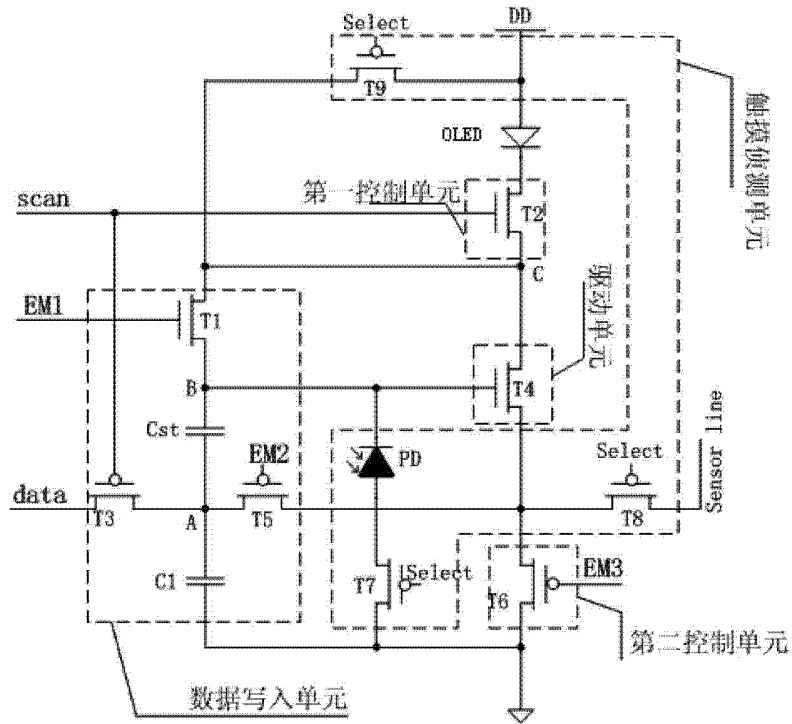 Select
DD
T9
OLED
触摸侦测单元
第一控制单元
scan
T2
C
驱动单元
EM1
T1
B
T4
Cst
EM2
PD
Select
Sensor line
data
T3
A
T5
T8
C1
T7
Select
T6
EM3
第二控制单元
数据写入单元